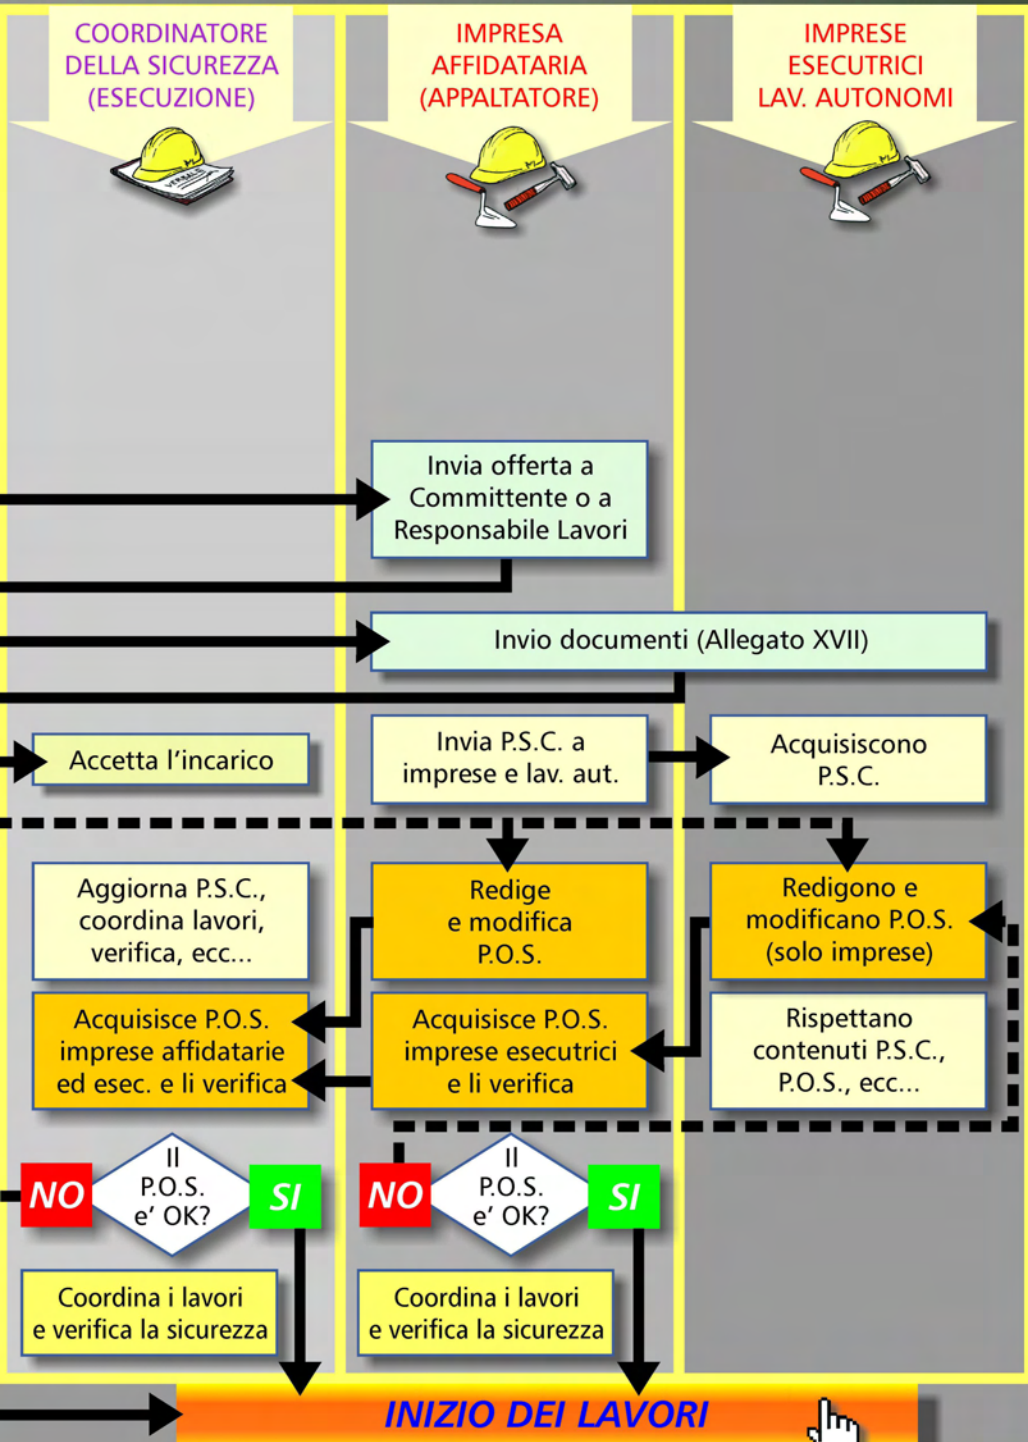 COORDINATORE
DELLA SICUREZZA
(ESECUZIONE)
IMPRESA
AFFIDATARIA
(APPALTATORE)
IMPRESE
ESECUTRICI
LAV. AUTONOMI
VERBALE
Invia offerta a
Committente o a
Responsabile Lavori
Invio documenti (Allegato XVII)
Accetta l'incarico
Invia P.S.C. a
imprese e lav. aut.
Acquisiscono
P.S.C.
Aggiorna P.S.C.,
coordina lavori,
verifica, ecc...
Redige
e modifica
P.O.S.
Redigono e
modificano P.O.S.
(solo imprese)
Acquisisce P.O.S.
imprese affidatarie
ed esec. e li verifica
Acquisisce P.O.S.
imprese esecutrici
e li verifica
Rispettano
contenuti P.S.C.,
P.O.S., ecc...
NO
Il
P.O.S.
e' OK?
SI
NO
Il
P.O.S.
e' OK?
SI
Coordina i lavori
e verifica la sicurezza
Coordina i lavori
e verifica la sicurezza
INIZIO DEI LAVORI